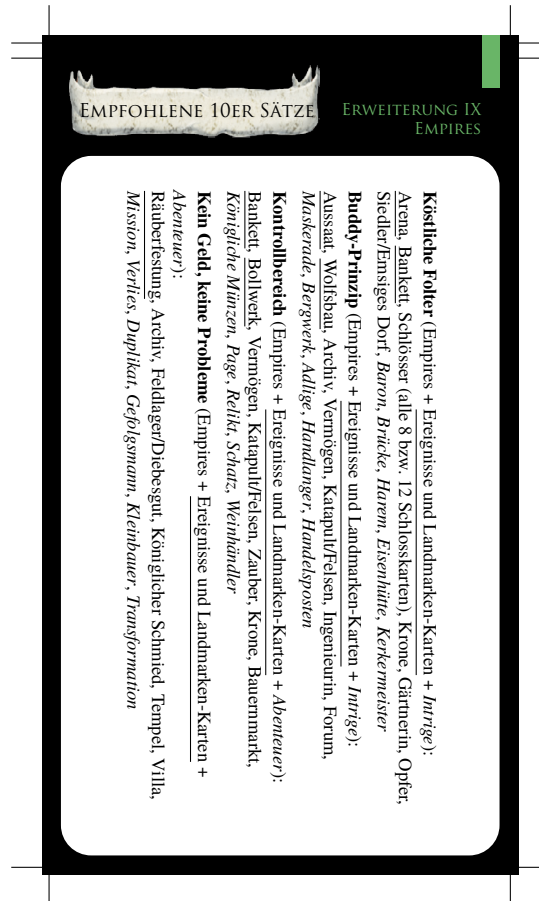 EMPFOHLENE 10ER SÄTZE
ERWEITERUNG IX
EMPIRES
Köstliche Folter (Empires + Ereignisse und Landmarken-Karten + Intrige):
Arena, Bankett, Schlösser (alle 8 bzw. 12 Schlosskarten), Krone, Gärtnerin, Opfer,
Siedler/Emsiges Dorf, Baron, Brücke, Harem, Eisenhütte, Kerkermeister
Buddy-Prinzip (Empires + Ereignisse und Landmarken-Karten + Intrige):
Aussaat, Wolfsbau, Archiv, Vermögen, Katapult/Felsen, Ingenieurin, Forum,
Maskerade, Bergwerk, Adlige, Handlanger, Handelsposten
Kontrollbereich (Empires + Ereignisse und Landmarken-Karten + Abenteuer):
Bankett, Bollwerk, Vermögen, Katapult/Felsen, Zauber, Krone, Bauernmarkt,
Königliche Münzen, Page, Relikt, Schatz, Weinhändler
Kein Geld, keine Probleme (Empires + Ereignisse und Landmarken-Karten +
Abenteuer):
Räuberfestung, Archiv, Feldlager/Diebesgut, Königlicher Schmied, Tempel, Villa,
Mission, Verlies, Duplikat, Gefolgsmann, Kleinbauer, Transformation